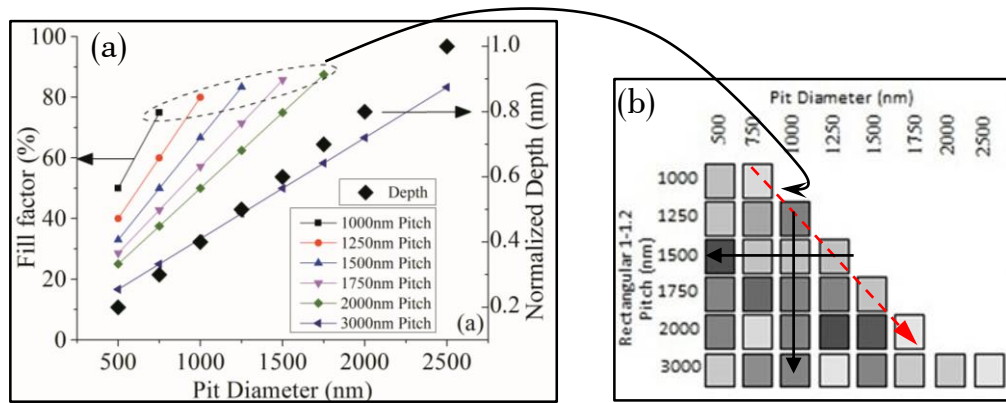 (a)
100
80
60
40
20
0
Fill factor (%)
500 750 1000 1250 1500 1750 2000 2500
Pit Diameter (nm)
1.0
0.8
0.6
0.4
0.2
Normalized Depth (nm)
Depth
1000nm Pitch
1250nm Pitch
1500nm Pitch
1750nm Pitch
2000nm Pitch
3000nm Pitch
(a)
(b)
Pit Diameter (nm)
500 750 1000 1250 1500 1750 2000 2500
Rectangular 1-1.2
Pitch (nm)
1000
1250
1500
1750
2000
3000